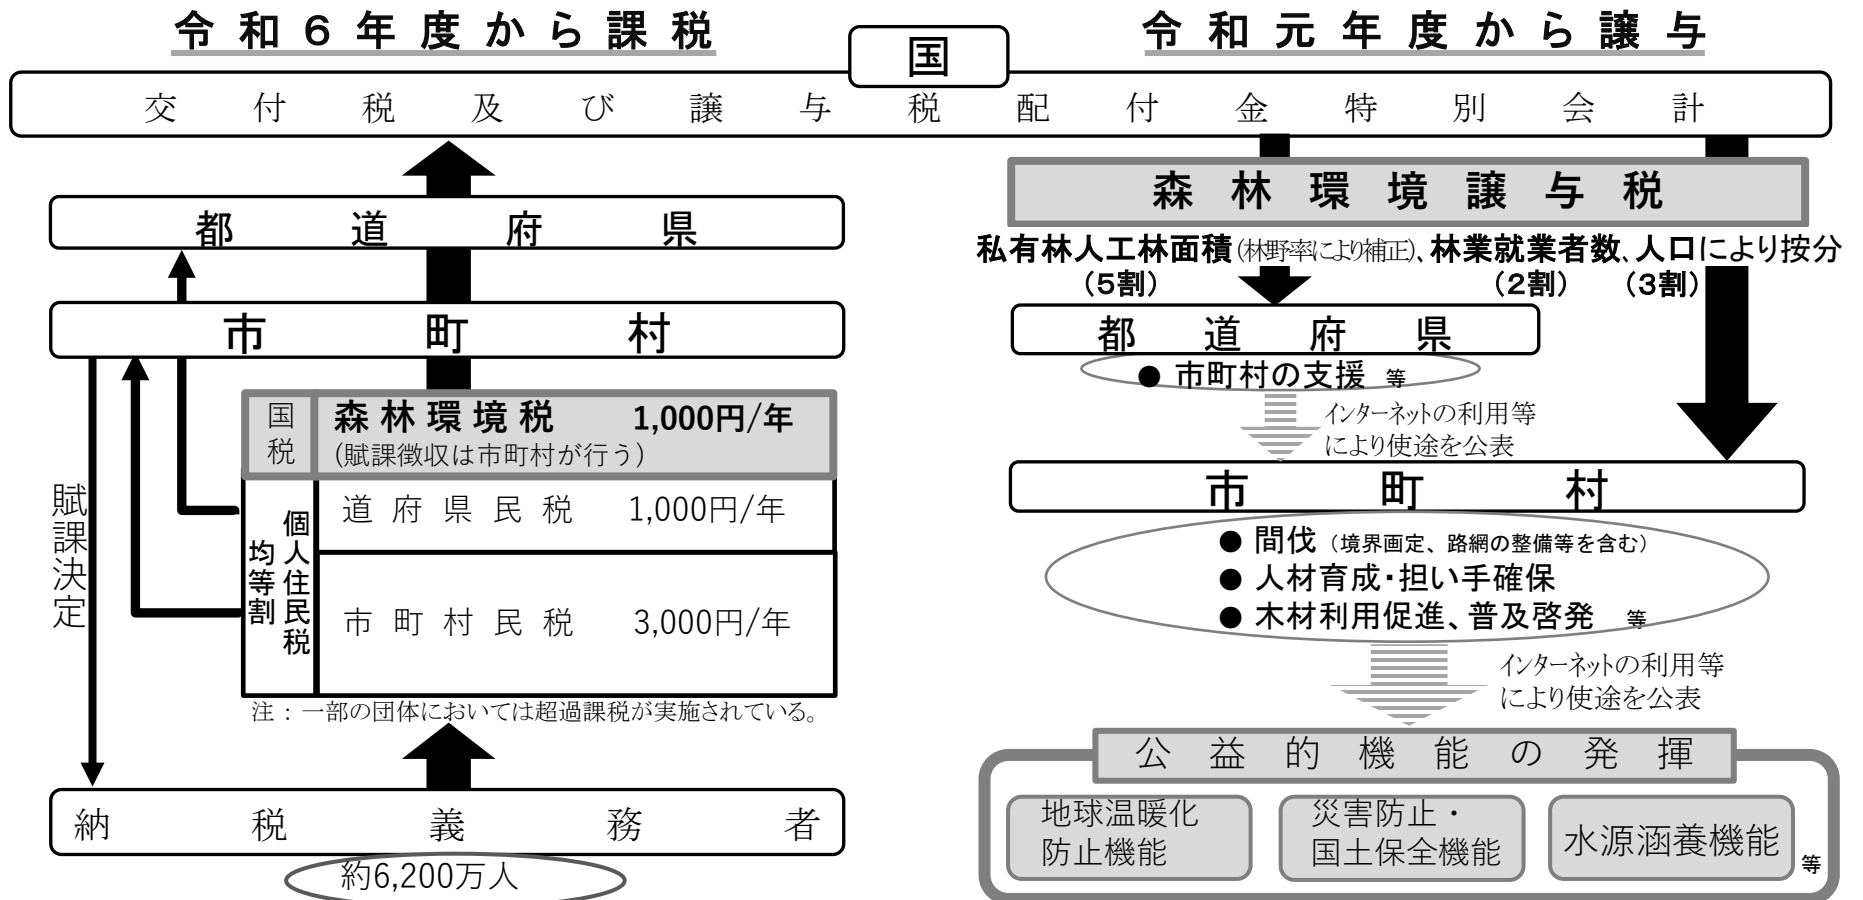 令和６年度から課税
国
令和元年度から譲与
交付税及び譲与税配付金特別会計
都道府県
市町村
国税
森林環境税 1,000円/年
(賦課徴収は市町村が行う)
個人住民税
均等割
道府県民税 1,000円/年
市町村民税 3,000円/年
賦課決定
注：一部の団体においては超過課税が実施されている。
納税義務者
約6,200万人
森林環境譲与税
私有林人工林面積(林野率により補正)、林業就業者数、人口により按分
（５割） （２割） （３割）
都道府県
● 市町村の支援 等
インターネットの利用等
により使途を公表
市町村
● 間伐（境界画定、路網の整備等を含む）
● 人材育成・担い手確保
● 木材利用促進、普及啓発 等
インターネットの利用等
により使途を公表
公益的機能の発揮
地球温暖化
防止機能
災害防止・
国土保全機能
水源涵養機能
等